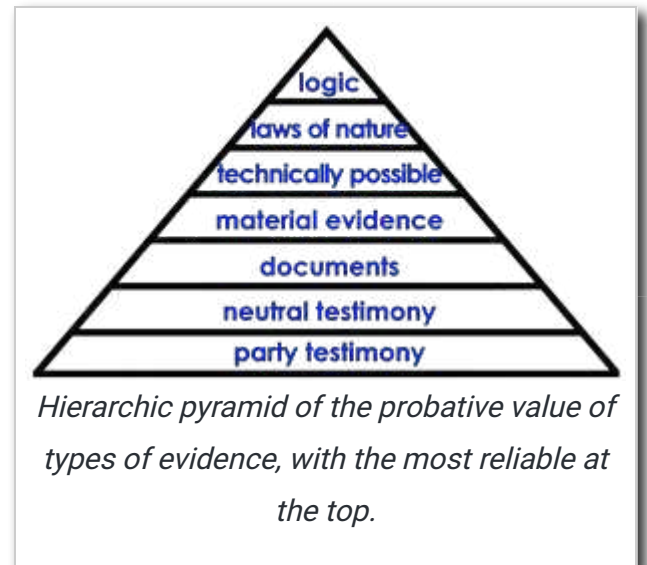 logic
laws of nature
technically possible
material evidence
documents
neutral testimony
party testimony
Hierarchic pyramid of the probative value of
types of evidence, with the most reliable at
the top.